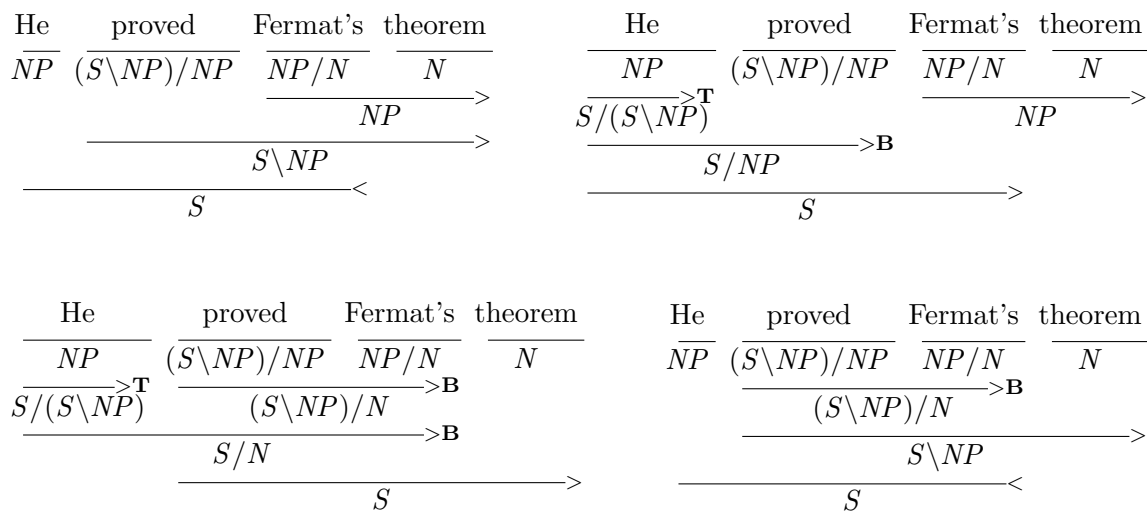 He proved Fermat's theorem
NP (S\NP)/NP NP/N N
>
NP
>
S\NP
<
S
He proved Fermat's theorem
NP (S\NP)/NP NP/N N
>T >
S/(S\NP) NP
>B
S/NP
>
S
He proved Fermat's theorem
NP (S\NP)/NP NP/N N
>T >B
S/(S\NP) (S\NP)/N
>B
S/N
>
S
He proved Fermat's theorem
NP (S\NP)/NP NP/N N
>B
(S\NP)/N
>
S\NP
<
S